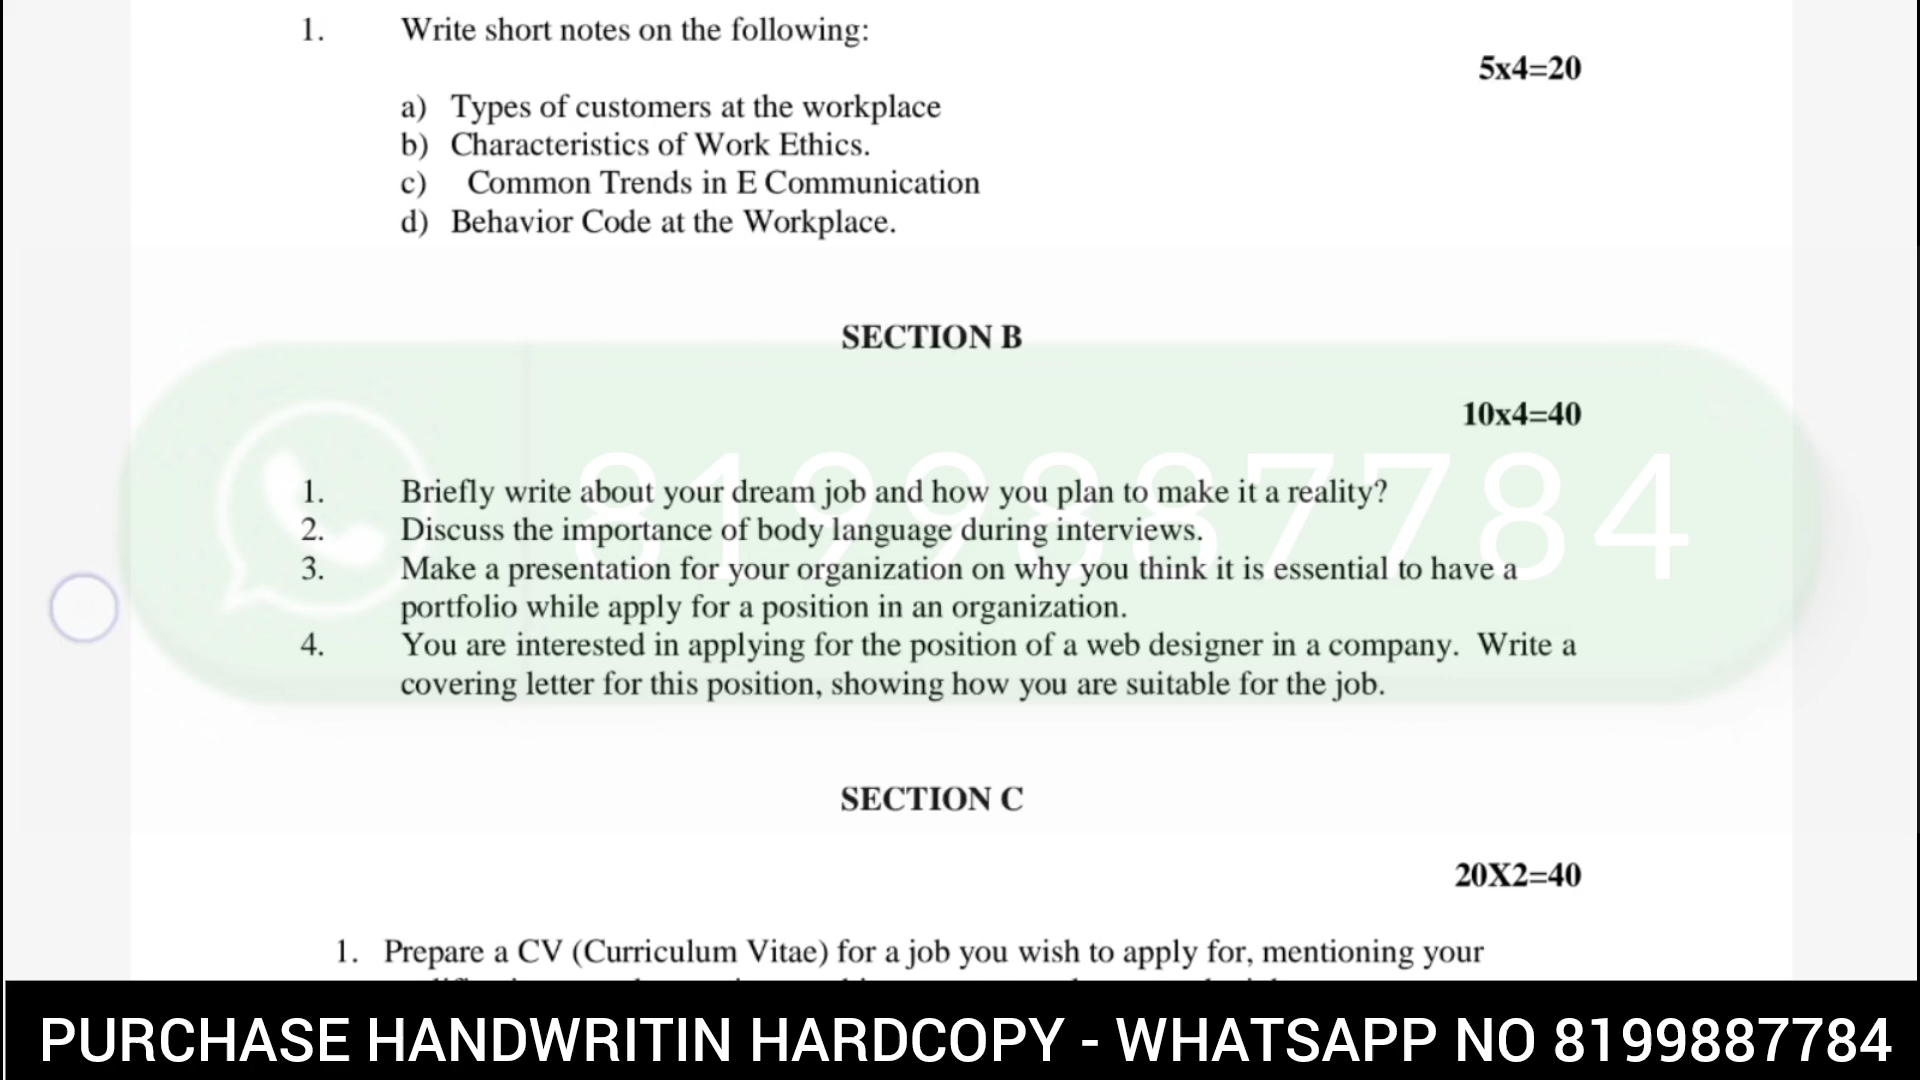 1. Write short notes on the following:
5x4=20
a) Types of customers at the workplace
b) Characteristics of Work Ethics.
c) Common Trends in E Communication
d) Behavior Code at the Workplace.
SECTION B
10x4=40
8199887784
1. Briefly write about your dream job and how you plan to make it a reality?
2. Discuss the importance of body language during interviews.
3. Make a presentation for your organization on why you think it is essential to have a
portfolio while apply for a position in an organization.
4. You are interested in applying for the position of a web designer in a company. Write a
covering letter for this position, showing how you are suitable for the job.
SECTION C
20X2=40
1. Prepare a CV (Curriculum Vitae) for a job you wish to apply for, mentioning your
PURCHASE HANDWRITIN HARDCOPY - WHATSAPP NO 8199887784